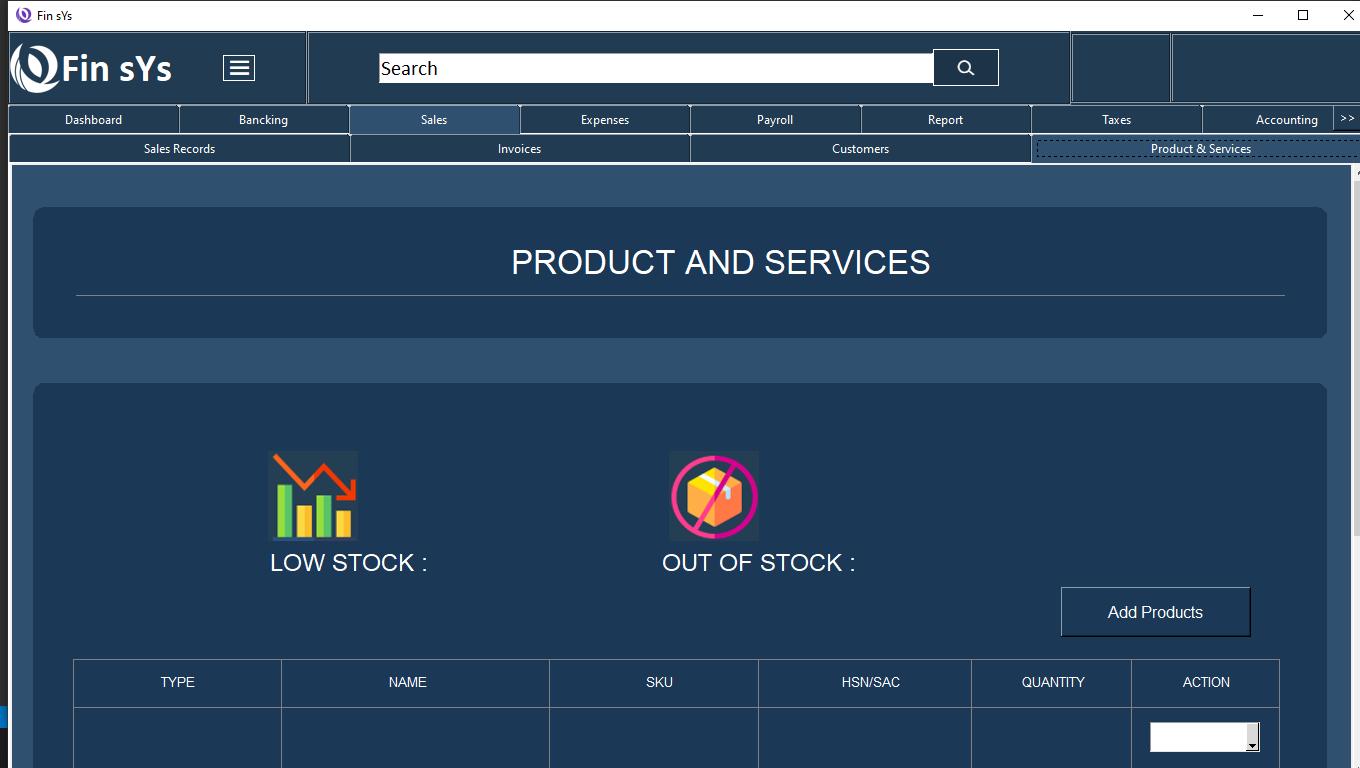 Fin sYs
Fin sYs
Search
Dashboard Bancking Sales Expenses Payroll Report Taxes Accounting >>
Sales Records Invoices Customers Product & Services
PRODUCT AND SERVICES
LOW STOCK : OUT OF STOCK :
Add Products
TYPE NAME SKU HSN/SAC QUANTITY ACTION